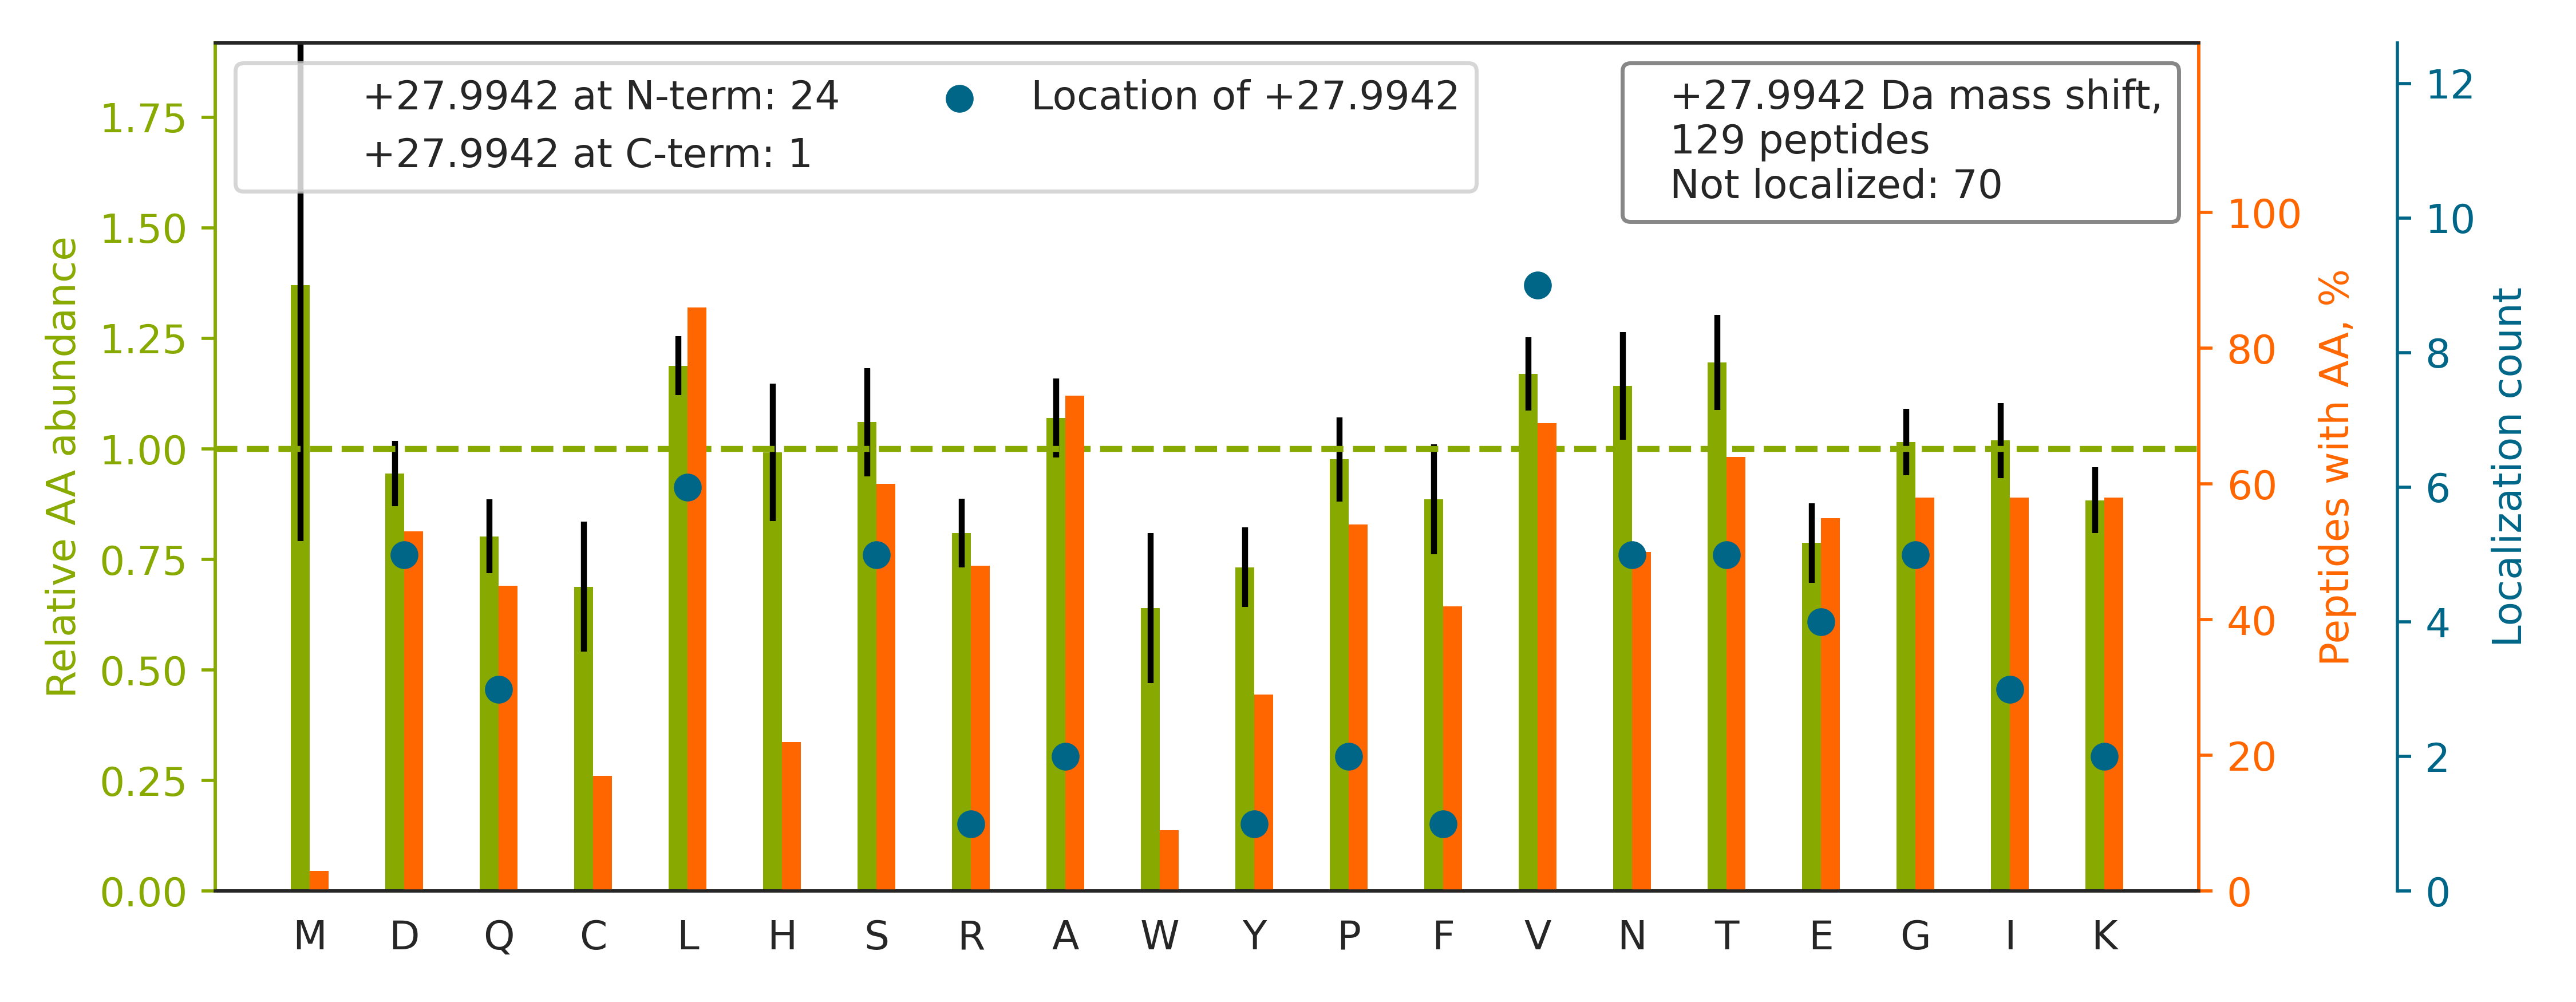 +27.9942 at N-term: 24
+27.9942 at C-term: 1
Location of +27.9942
+27.9942 Da mass shift,
129 peptides
Not localized: 70
Relative AA abundance
1.75
1.50
1.25
1.00
0.75
0.50
0.25
0.00
100
80
60
40
20
0
Peptides with AA, %
12
10
8
6
4
2
0
Localization count
M D Q C L H S R A W Y P F V N T E G I K